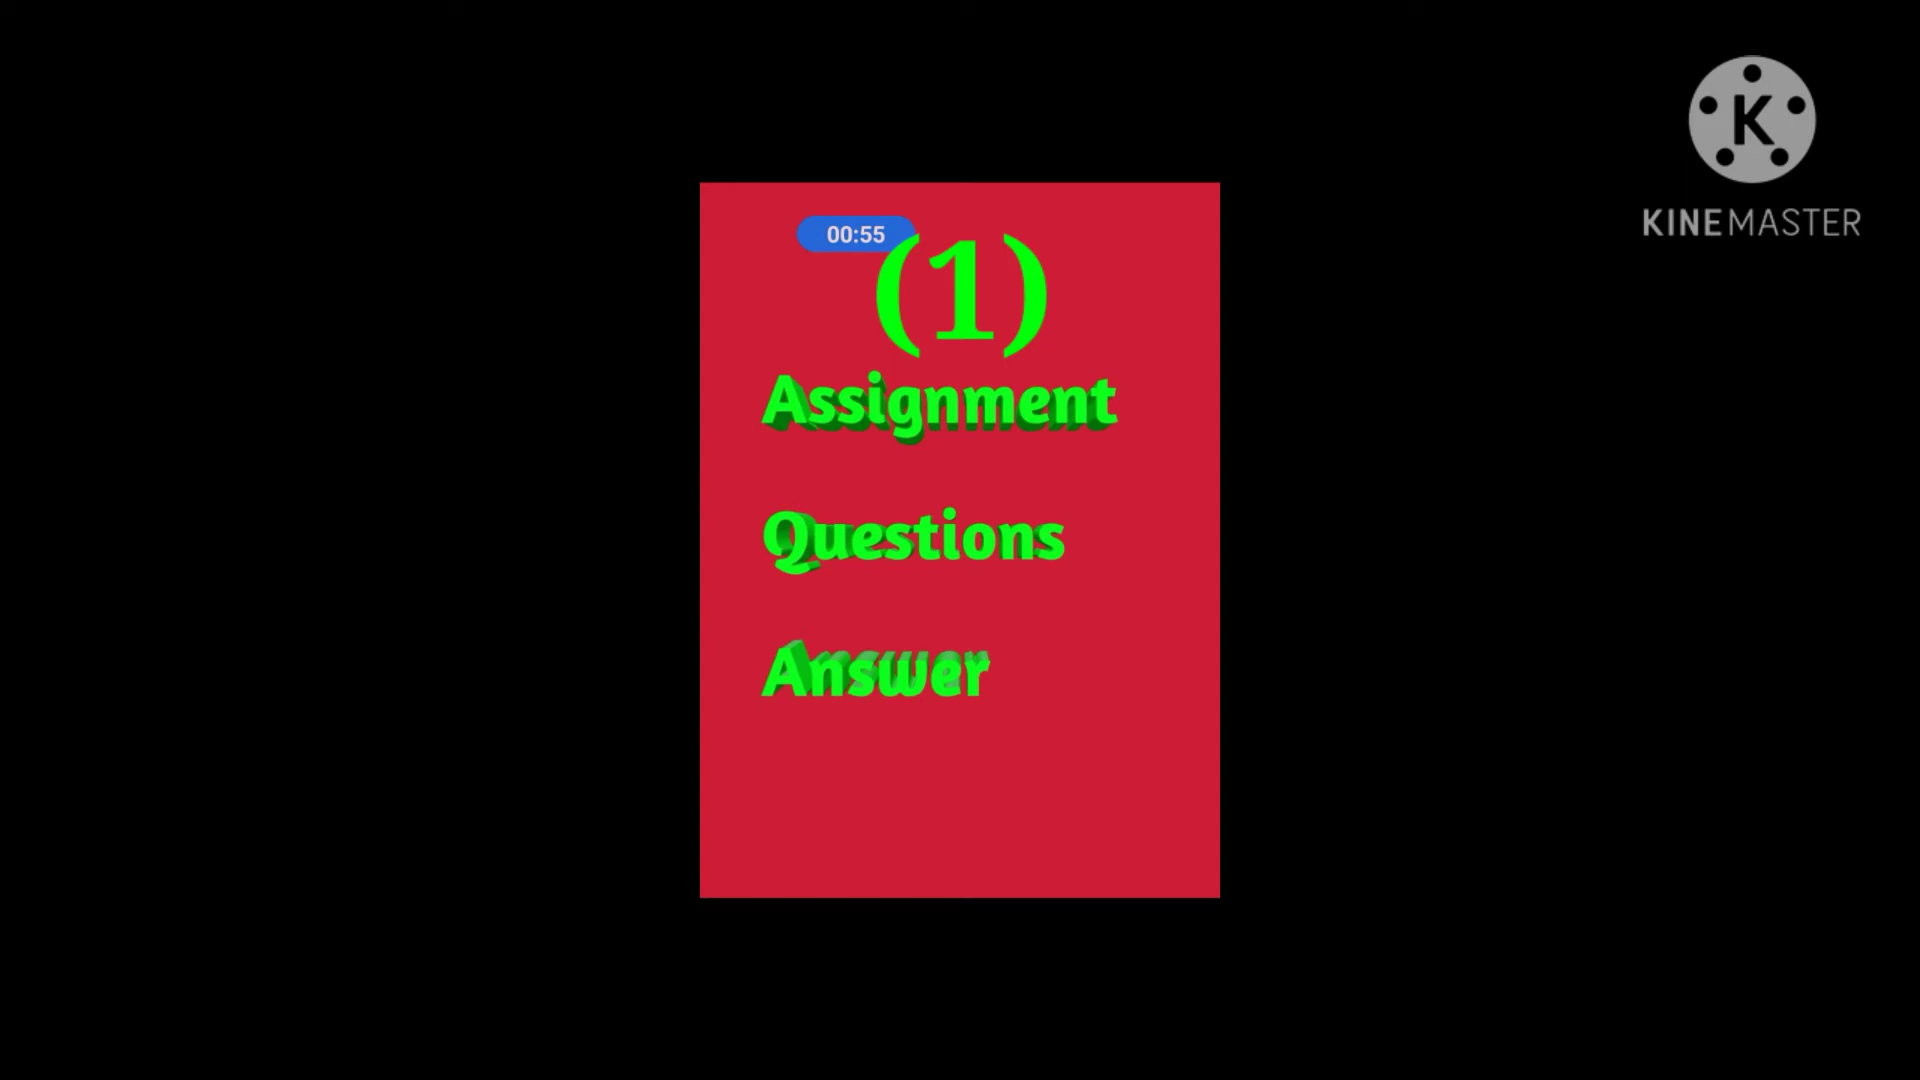 00:55
(1)
Assignment
Questions
Answer
K
KINEMASTER